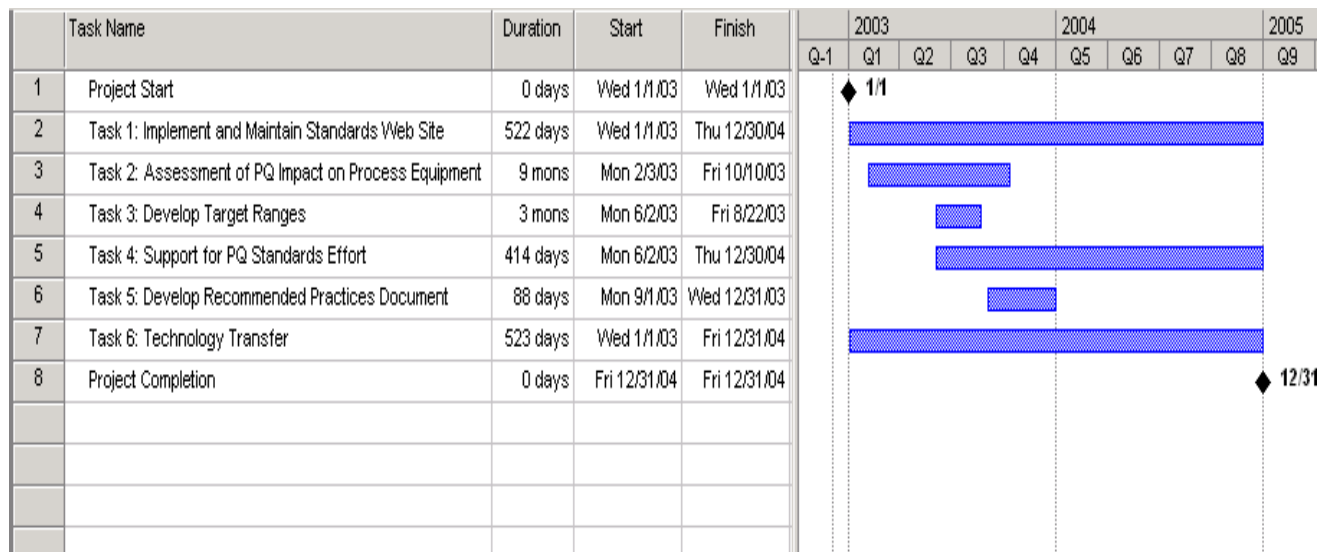 Task Name Duration Start Finish 2003 2004 2005
Q-1 Q1 Q2 Q3 Q4 Q5 Q6 Q7 Q8 Q9
1 Project Start 0 days Wed 1/1/03 Wed 1/1/03 1/1
2 Task 1: Implement and Maintain Standards Web Site 522 days Wed 1/1/03 Thu 12/30/04
3 Task 2: Assessment of PQ Impact on Process Equipment 9 mons Mon 2/3/03 Fri 10/10/03
4 Task 3: Develop Target Ranges 3 mons Mon 6/2/03 Fri 8/22/03
5 Task 4: Support for PQ Standards Effort 414 days Mon 6/2/03 Thu 12/30/04
6 Task 5: Develop Recommended Practices Document 88 days Mon 9/1/03 Wed 12/31/03
7 Task 6: Technology Transfer 523 days Wed 1/1/03 Fri 12/31/04
8 Project Completion 0 days Fri 12/31/04 Fri 12/31/04 12/31